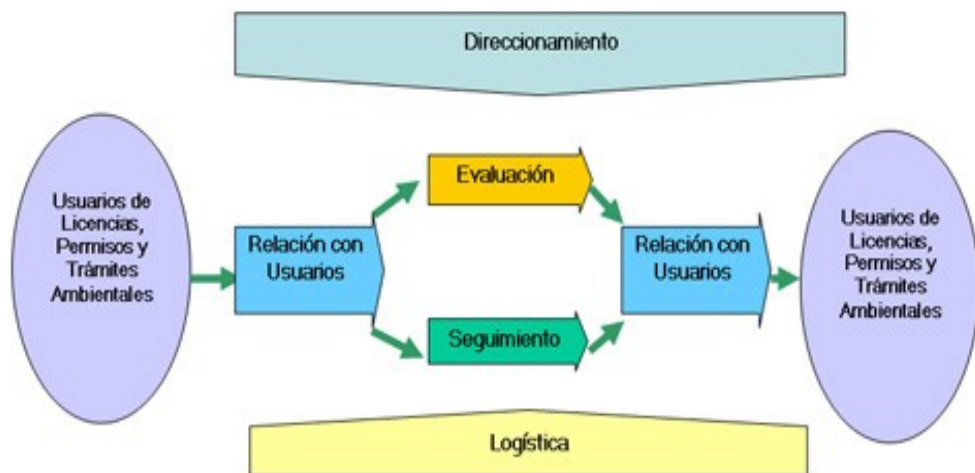 Direccionamiento
Usuarios de
Licencias,
Permisos y
Trámites
Ambientales
Relación con
Usuarios
Evaluación
Seguimiento
Relación con
Usuarios
Usuarios de
Licencias,
Permisos y
Trámites
Ambientales
Logística